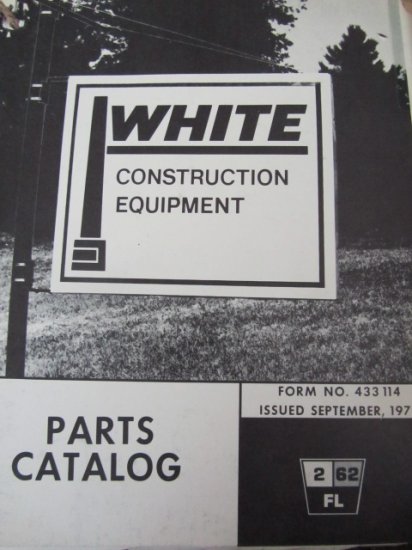 WHITE
CONSTRUCTION
EQUIPMENT
FORM NO. 433114
ISSUED SEPTEMBER, 197
PARTS
CATALOG
2 62
FL